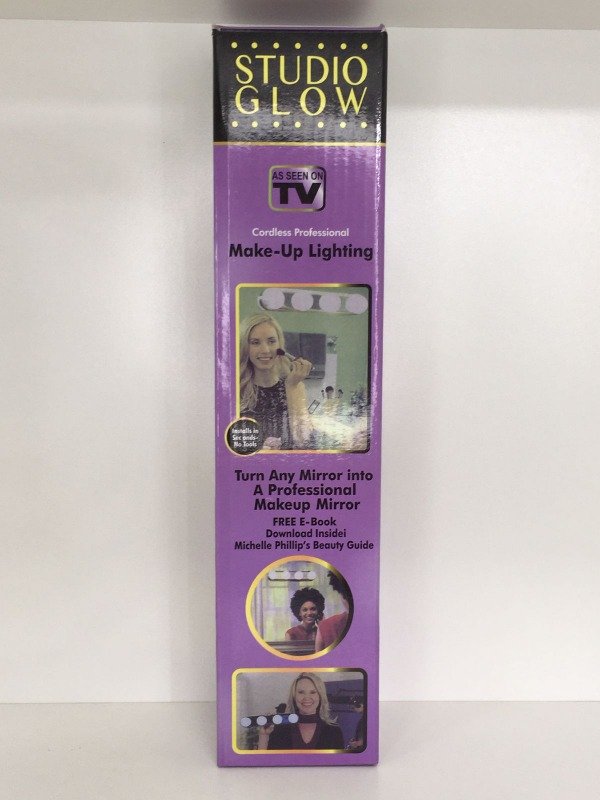 STUDIO
GLOW
AS SEEN ON
TV
Cordless Professional
Make-Up Lighting
Installs in
Seconds-
No Tools
Turn Any Mirror into
A Professional
Makeup Mirror
FREE E-Book
Download Insidei
Michelle Phillip's Beauty Guide